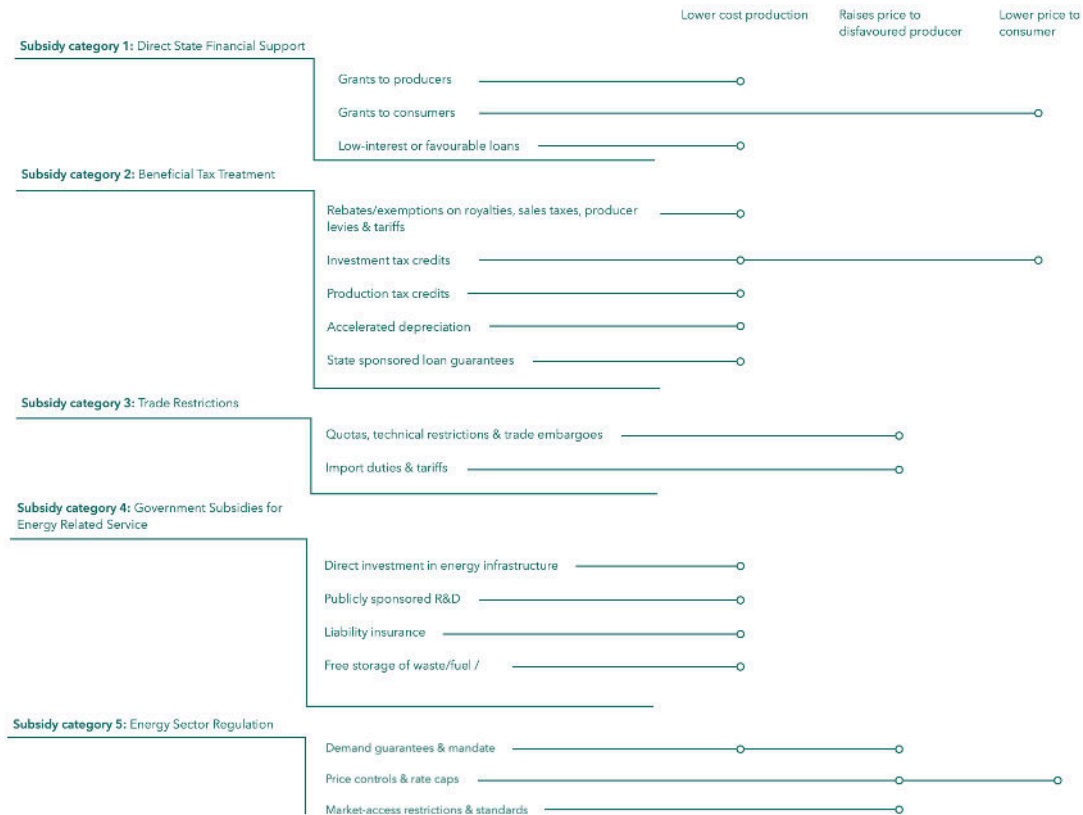 Lower cost production
Raises price to
disfavoured producer
Lower price to
consumer
Subsidy category 1: Direct State Financial Support
Grants to producers
Grants to consumers
Low-interest or favourable loans
Subsidy category 2: Beneficial Tax Treatment
Rebates/exemptions on royalties, sales taxes, producer
levies & tariffs
Investment tax credits
Production tax credits
Accelerated depreciation
State sponsored loan guarantees
Subsidy category 3: Trade Restrictions
Quotas, technical restrictions & trade embargoes
Import duties & tariffs
Subsidy category 4: Government Subsidies for
Energy Related Service
Direct investment in energy infrastructure
Publicly sponsored R&D
Liability insurance
Free storage of waste/fuel /
Subsidy category 5: Energy Sector Regulation
Demand guarantees & mandate
Price controls & rate caps
Market-access restrictions & standards